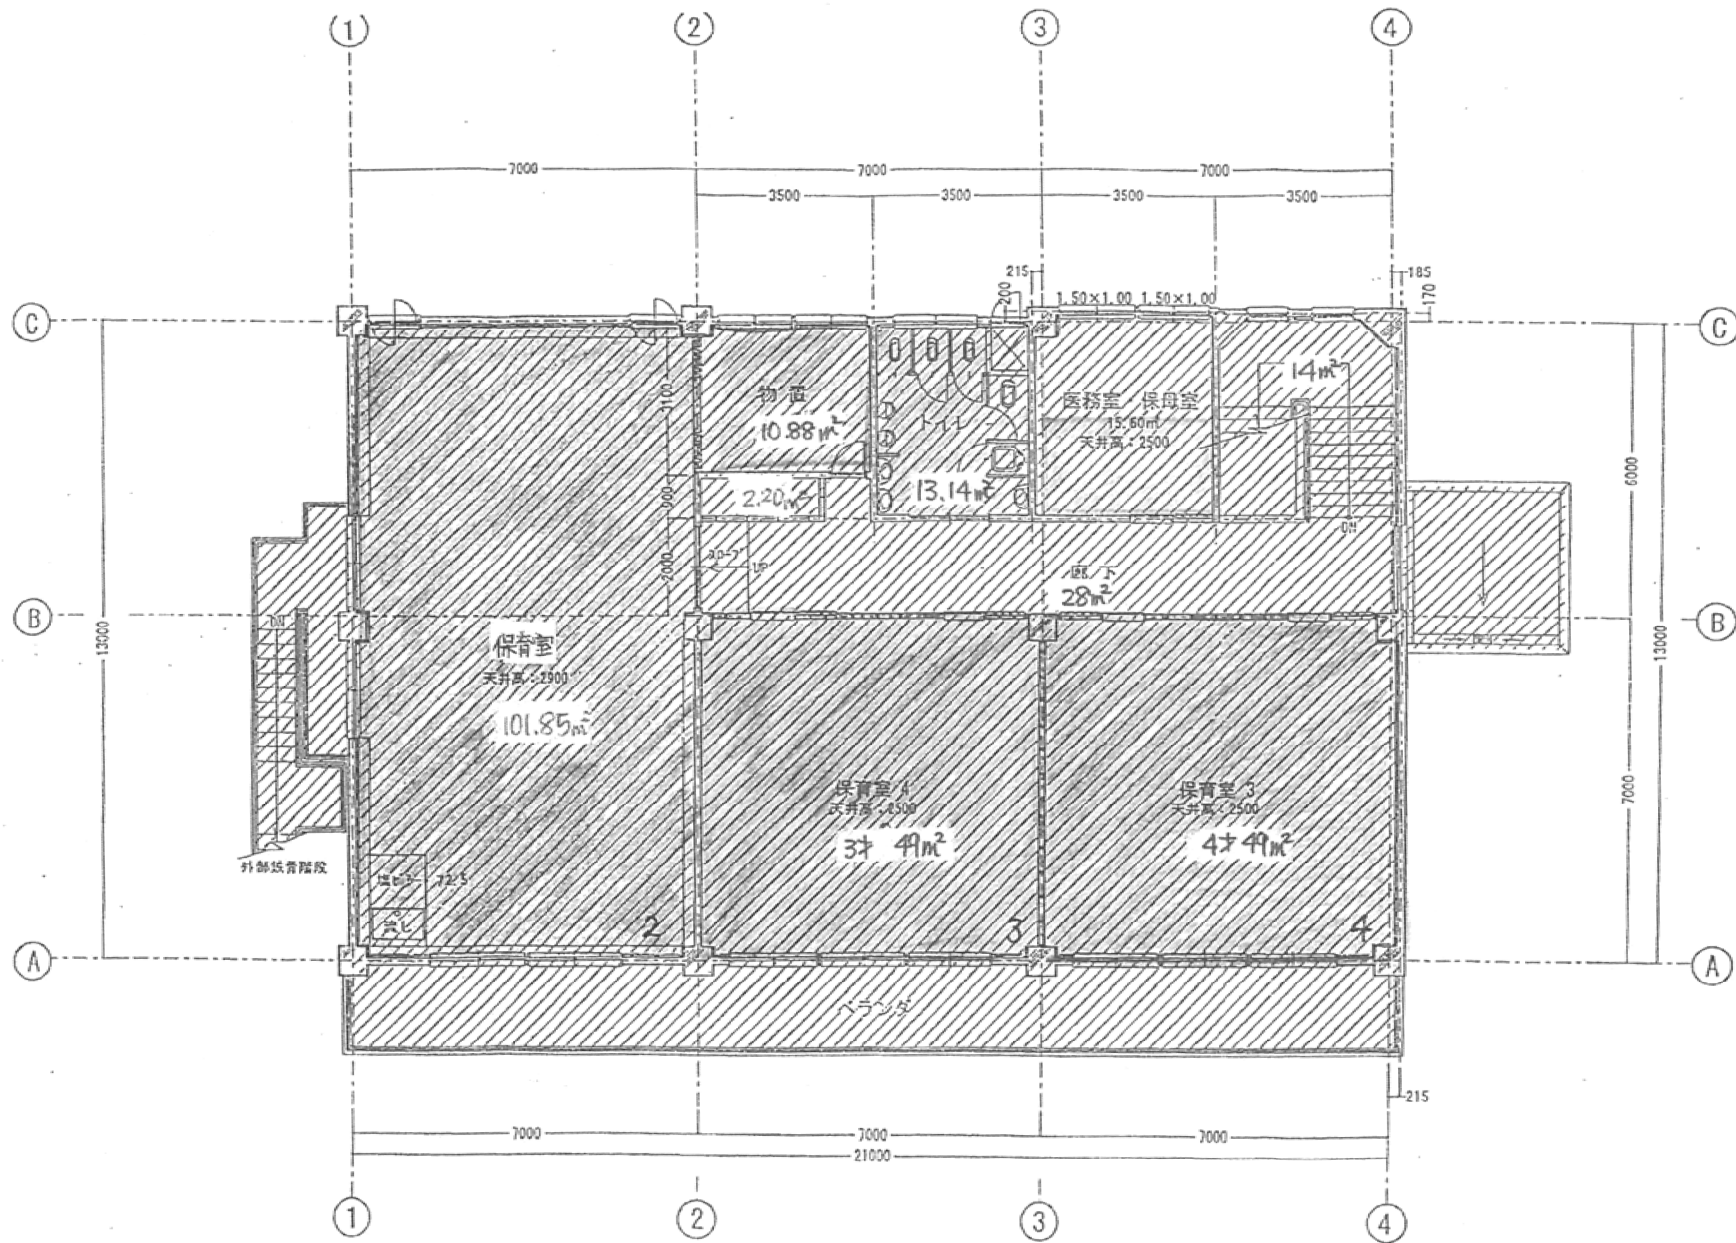 ①
②
③
④
7000
7000
7000
3500
3500
3500
3500
215
200
1.50×1.00
1.50×1.00
185
170
Ⓒ
Ⓒ
物置
10.88m²
3100
トイレ
13.14m²
医務室・保母室
15.60㎡
天井高:2500
14m²
6000
2.20m²
900
2000
UP
DN
廊下
28m²
Ⓑ
Ⓑ
13000
13000
保育室
天井高:2900
101.85m²
保育室 4
天井高:2500
3才 49m²
保育室 3
天井高:2500
4才 49m²
7000
外部鉄骨階段
72.5
2
3
4
Ⓐ
Ⓐ
ベランダ
215
7000
7000
7000
21000
①
②
③
④